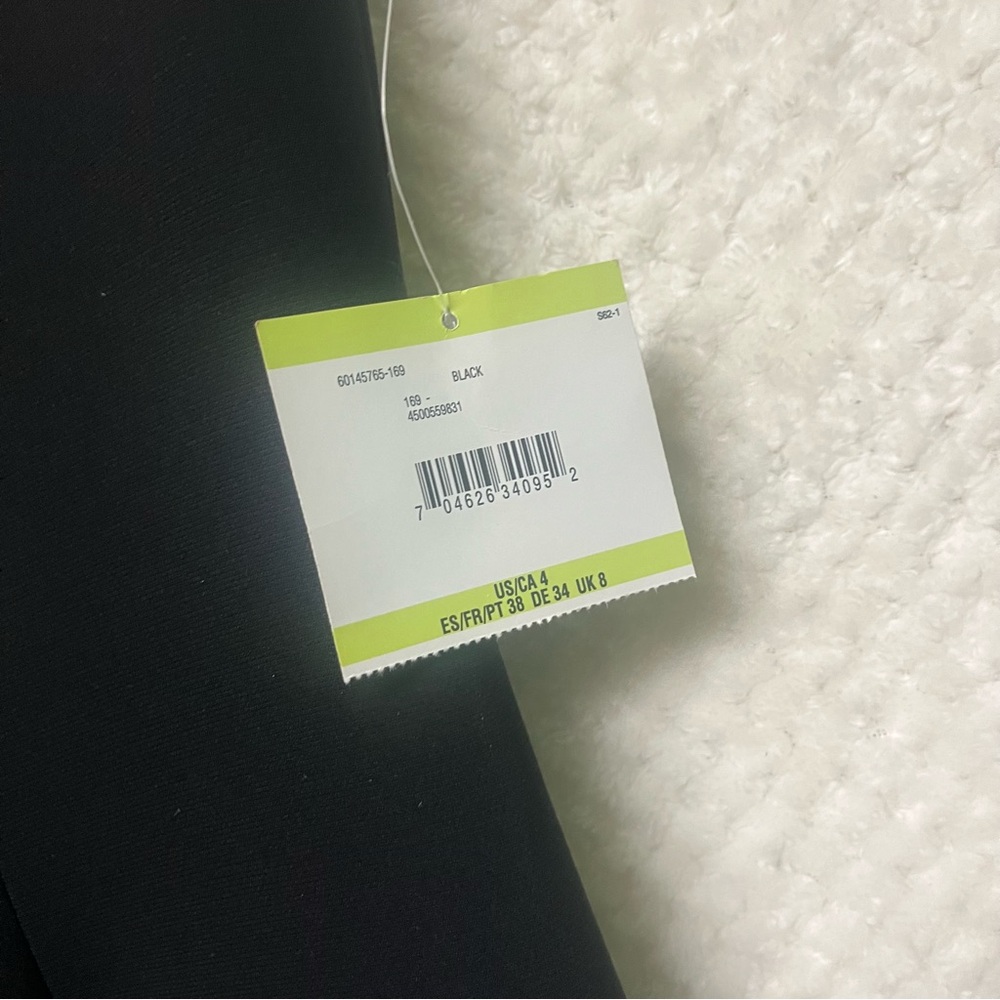 S62-1
60145765-169 BLACK
169 -
4500559831
7 04626 34095 2
US/CA 4
ES/FR/PT 38 DE 34 UK 8